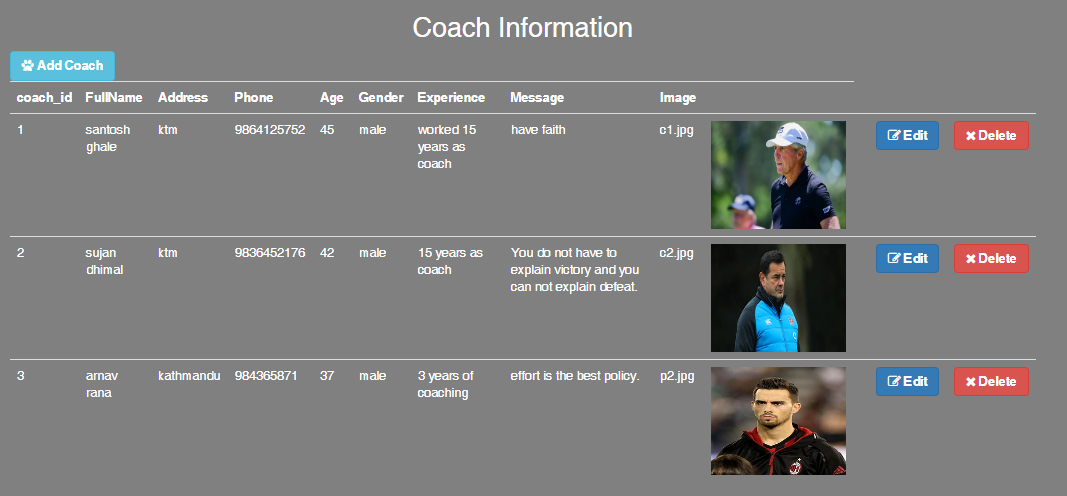 Coach Information
Add Coach
coach_id FullName Address Phone Age Gender Experience Message Image
1 santosh ktm 9864125752 45 male worked 15 have faith c1.jpg Edit Delete
ghale years as
coach
2 sujan ktm 9836452176 42 male 15 years as You do not have to c2.jpg Edit Delete
dhimal coach explain victory and you
can not explain defeat.
3 arnav kathmandu 984365871 37 male 3 years of effort is the best policy. p2.jpg Edit Delete
rana coaching